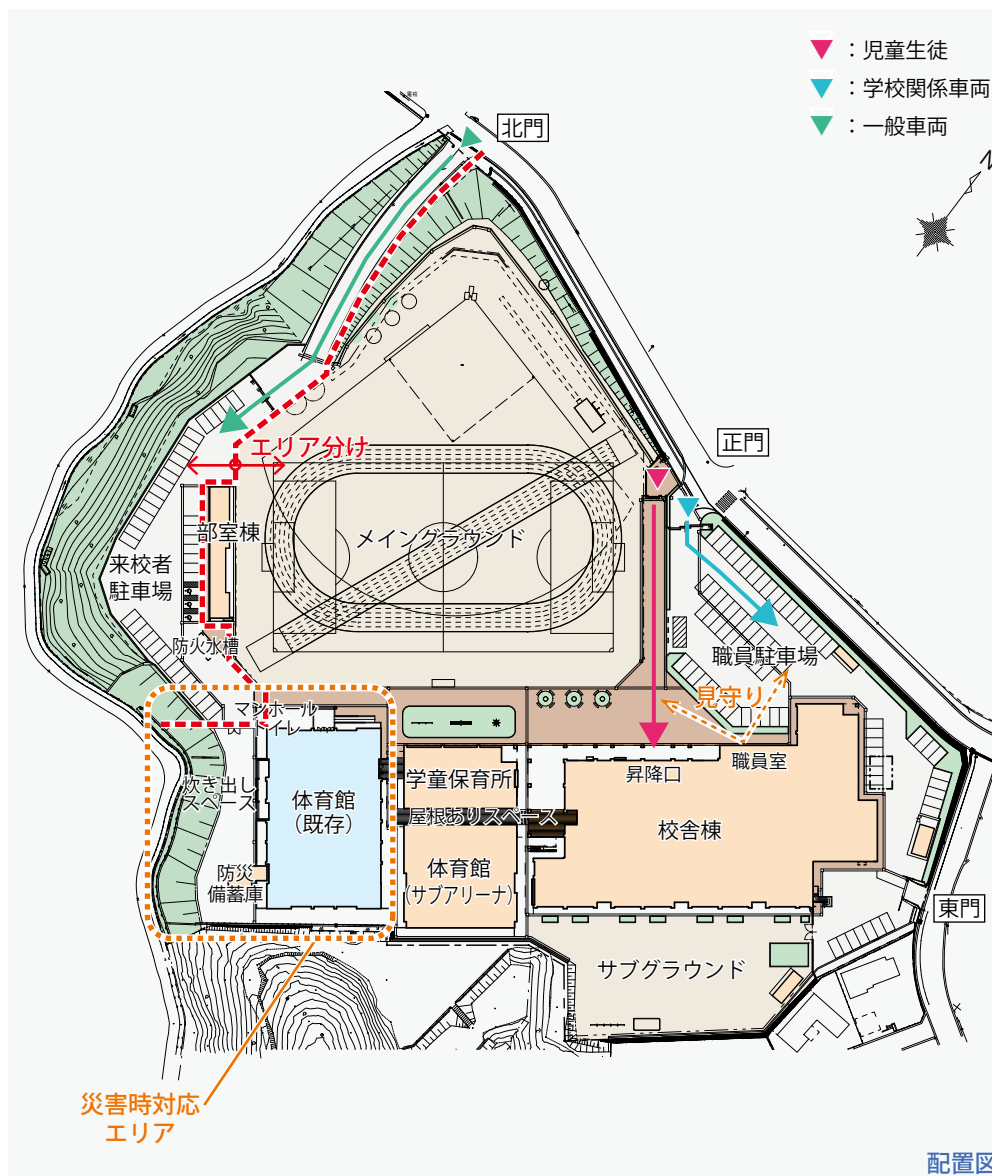 ：児童生徒
：学校関係車両
：一般車両
北門
N
正門
エリア分け
部室棟
メイングラウンド
来校者
駐車場
防火水槽
職員駐車場
見守り
マンホール
トイレ
職員室
昇降口
炊き出し
スペース
体育館
（既存）
学童保育所
屋根ありスペース
校舎棟
体育館
（サブアリーナ）
防災
備蓄庫
東門
サブグラウンド
災害時対応
エリア
配置図